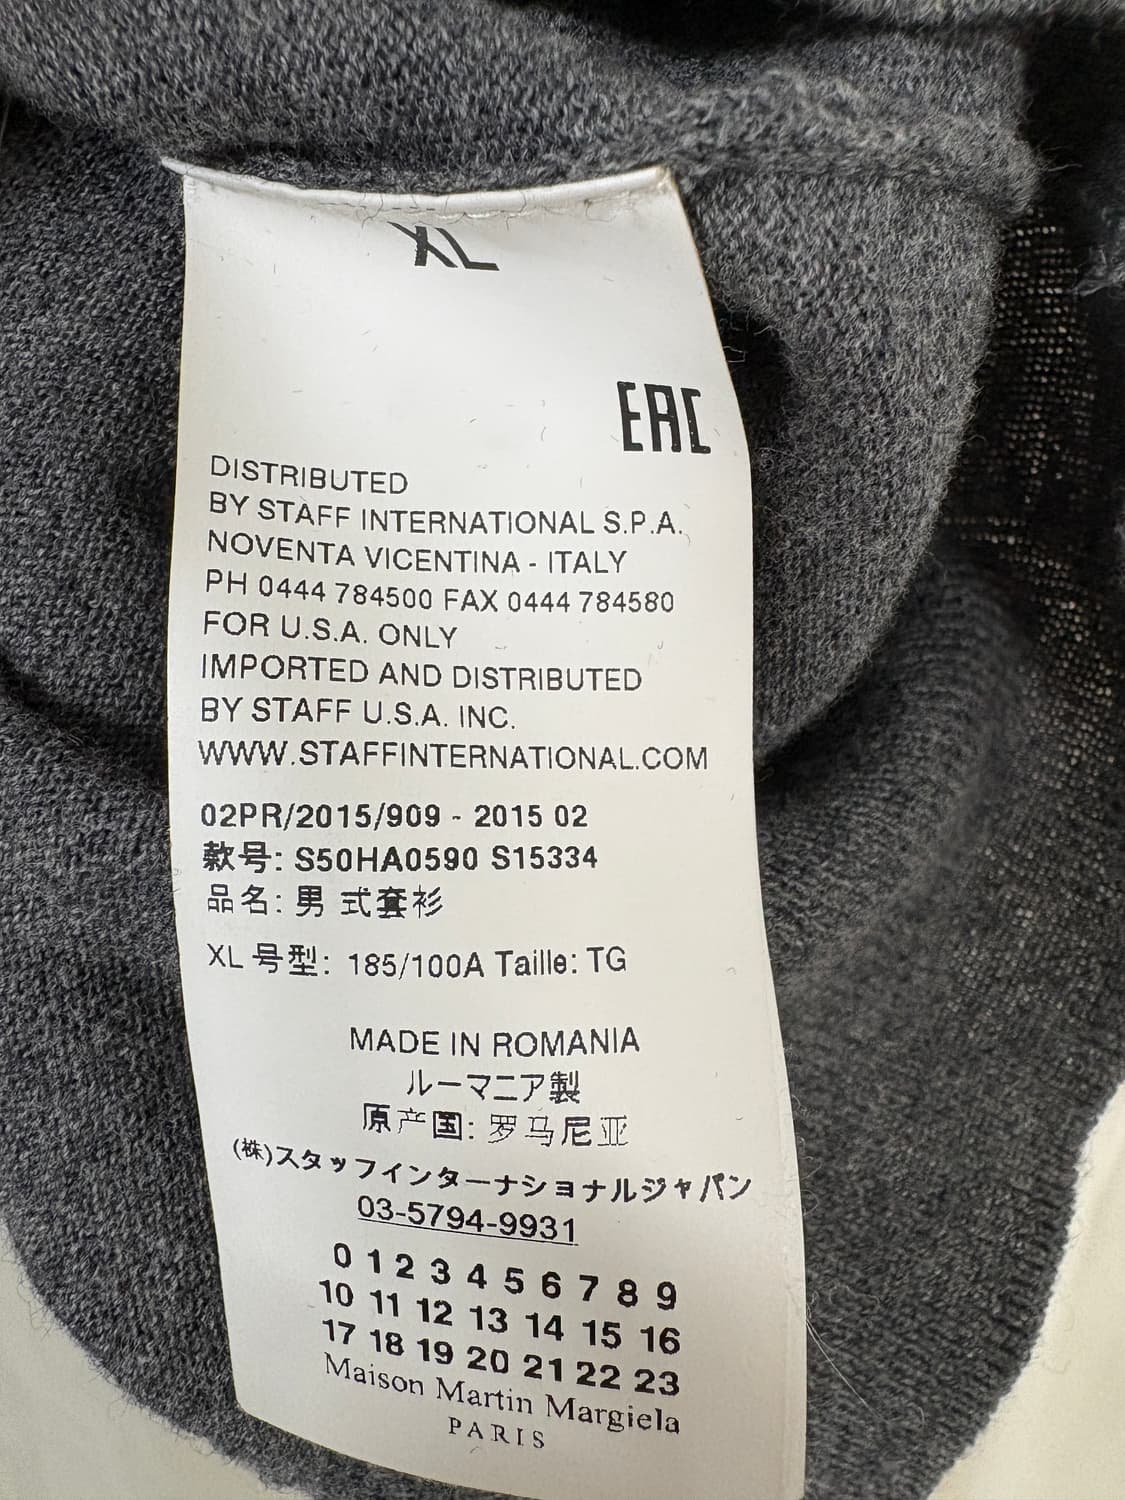 XL
EAC
DISTRIBUTED
BY STAFF INTERNATIONAL S.P.A.
NOVENTA VICENTINA - ITALY
PH 0444 784500 FAX 0444 784580
FOR U.S.A. ONLY
IMPORTED AND DISTRIBUTED
BY STAFF U.S.A. INC.
WWW.STAFFINTERNATIONAL.COM
02PR/2015/909 - 2015 02
款号: S50HA0590 S15334
品名: 男 式套衫
XL 号型: 185/100A Taille: TG
MADE IN ROMANIA
ルーマニア製
原产国: 罗马尼亚
(株)スタッフインターナショナルジャパン
03-5794-9931
0 1 2 3 4 5 6 7 8 9
10 11 12 13 14 15 16
17 18 19 20 21 22 23
Maison Martin Margiela
PARIS